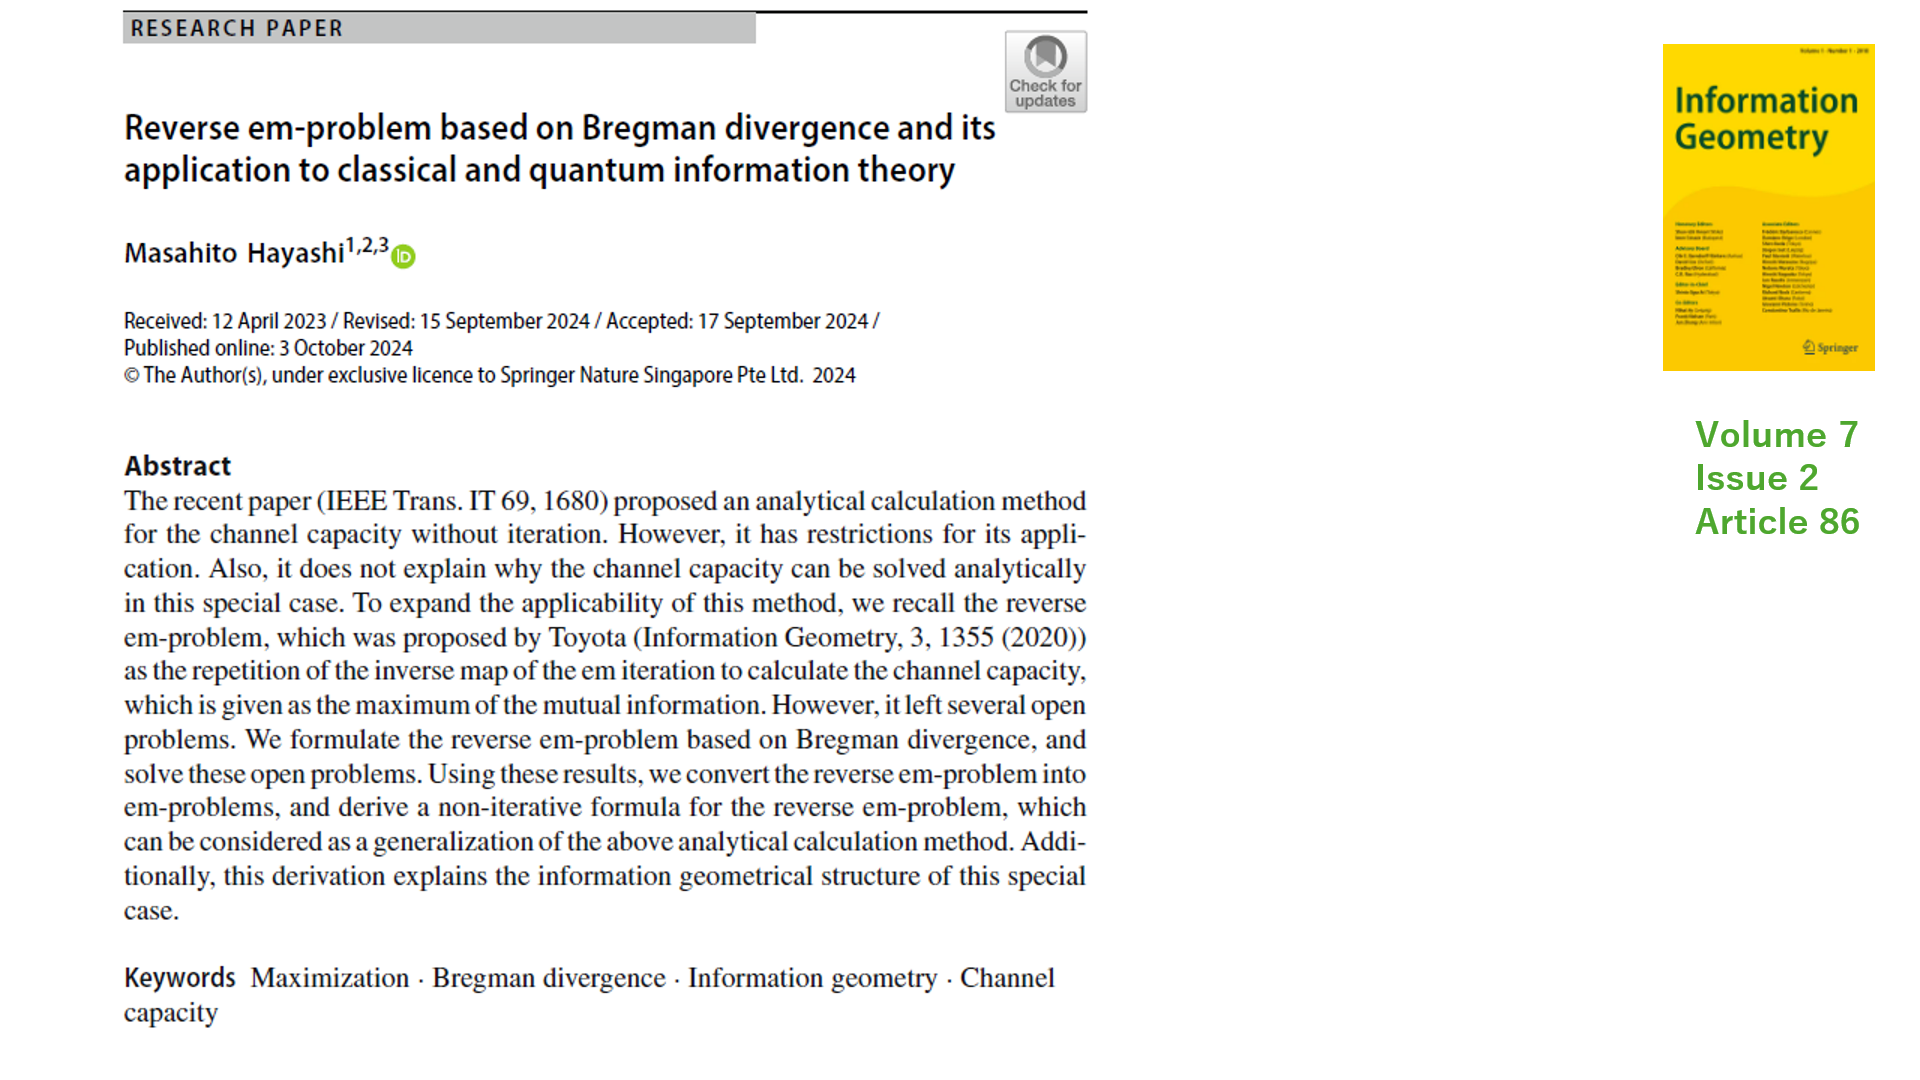 RESEARCH PAPER
Check for
updates
Reverse em-problem based on Bregman divergence and its
application to classical and quantum information theory
Masahito Hayashi1,2,3 iD
Received: 12 April 2023 / Revised: 15 September 2024 / Accepted: 17 September 2024 /
Published online: 3 October 2024
© The Author(s), under exclusive licence to Springer Nature Singapore Pte Ltd. 2024
Abstract
The recent paper (IEEE Trans. IT 69, 1680) proposed an analytical calculation method
for the channel capacity without iteration. However, it has restrictions for its appli-
cation. Also, it does not explain why the channel capacity can be solved analytically
in this special case. To expand the applicability of this method, we recall the reverse
em-problem, which was proposed by Toyota (Information Geometry, 3, 1355 (2020))
as the repetition of the inverse map of the em iteration to calculate the channel capacity,
which is given as the maximum of the mutual information. However, it left several open
problems. We formulate the reverse em-problem based on Bregman divergence, and
solve these open problems. Using these results, we convert the reverse em-problem into
em-problems, and derive a non-iterative formula for the reverse em-problem, which
can be considered as a generalization of the above analytical calculation method. Addi-
tionally, this derivation explains the information geometrical structure of this special
case.
Keywords Maximization · Bregman divergence · Information geometry · Channel
capacity
Volume 1 · Number 1 · 2018
Information
Geometry
Springer
Volume 7
Issue 2
Article 86